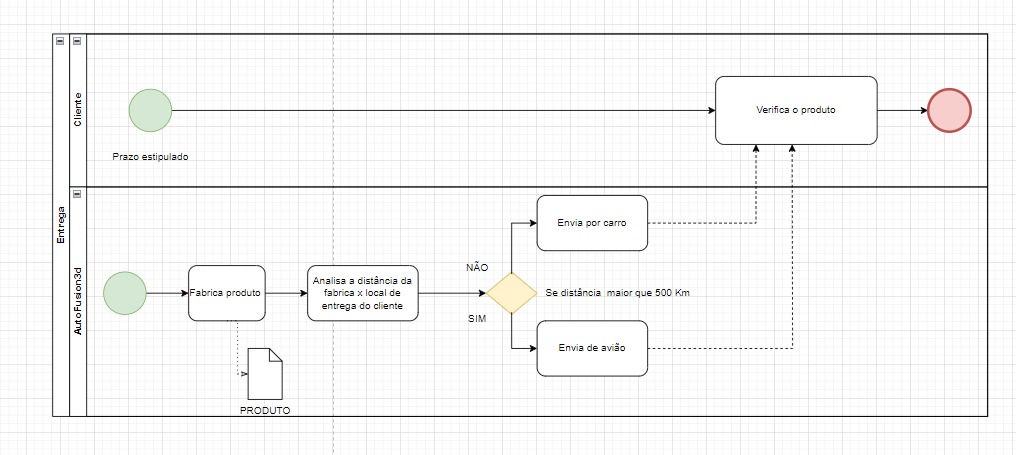 Entrega
Cliente
Prazo estipulado
Verifica o produto
AutoFusion3d
Fabrica produto
PRODUTO
Analisa a distância da
fabrica x local de
entrega do cliente
NÃO
SIM
Se distância  maior que 500 Km
Envia por carro
Envia de avião